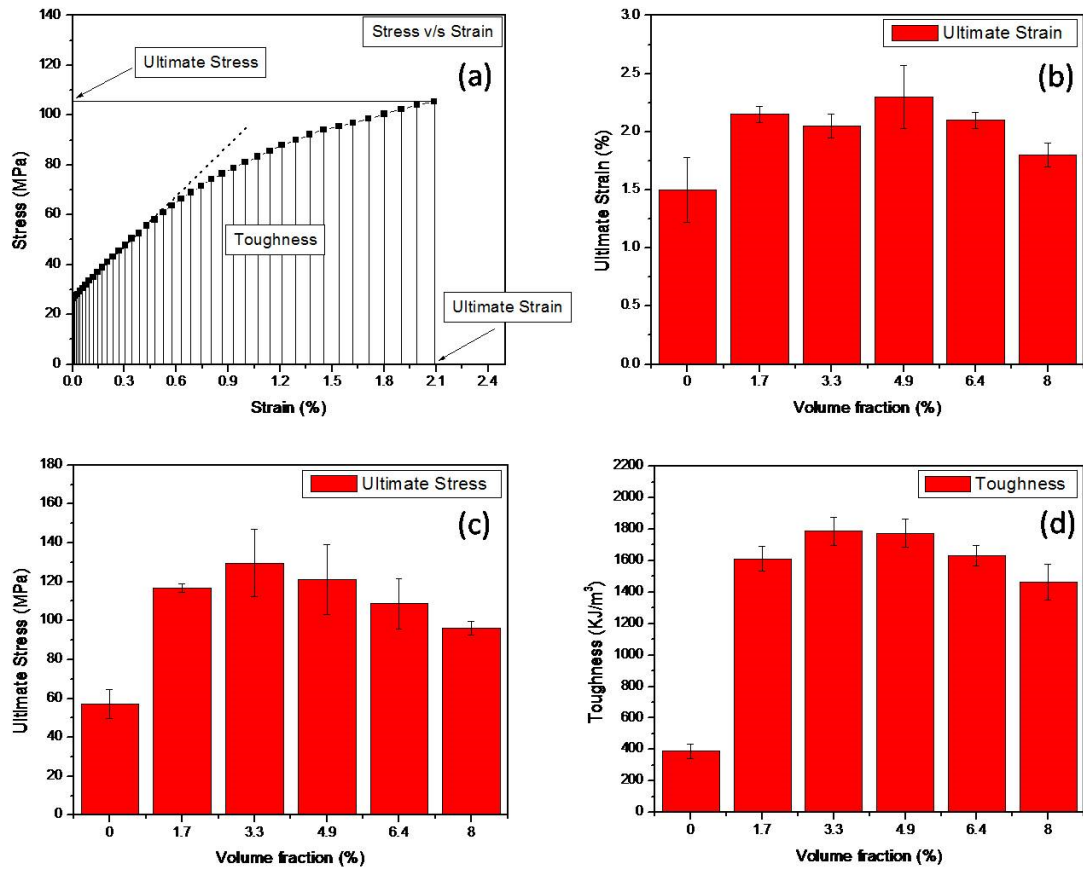 Stress v/s Strain
(a)
Ultimate Stress
Toughness
Ultimate Strain
Stress (MPa)
140
120
100
80
60
40
20
0
0.0 0.3 0.6 0.9 1.2 1.5 1.8 2.1 2.4
Strain (%)
Ultimate Strain
(b)
Ultimate Strain (%)
3.0
2.5
2.0
1.5
1.0
0.5
0.0
0 1.7 3.3 4.9 6.4 8
Volume fraction (%)
Ultimate Stress
(c)
Ultimate Stress (MPa)
180
160
140
120
100
80
60
40
20
0
0 1.7 3.3 4.9 6.4 8
Volume fraction (%)
Toughness
(d)
Toughness (KJ/m³)
2200
2000
1800
1600
1400
1200
1000
800
600
400
200
0
0 1.7 3.3 4.9 6.4 8
Volume fraction (%)